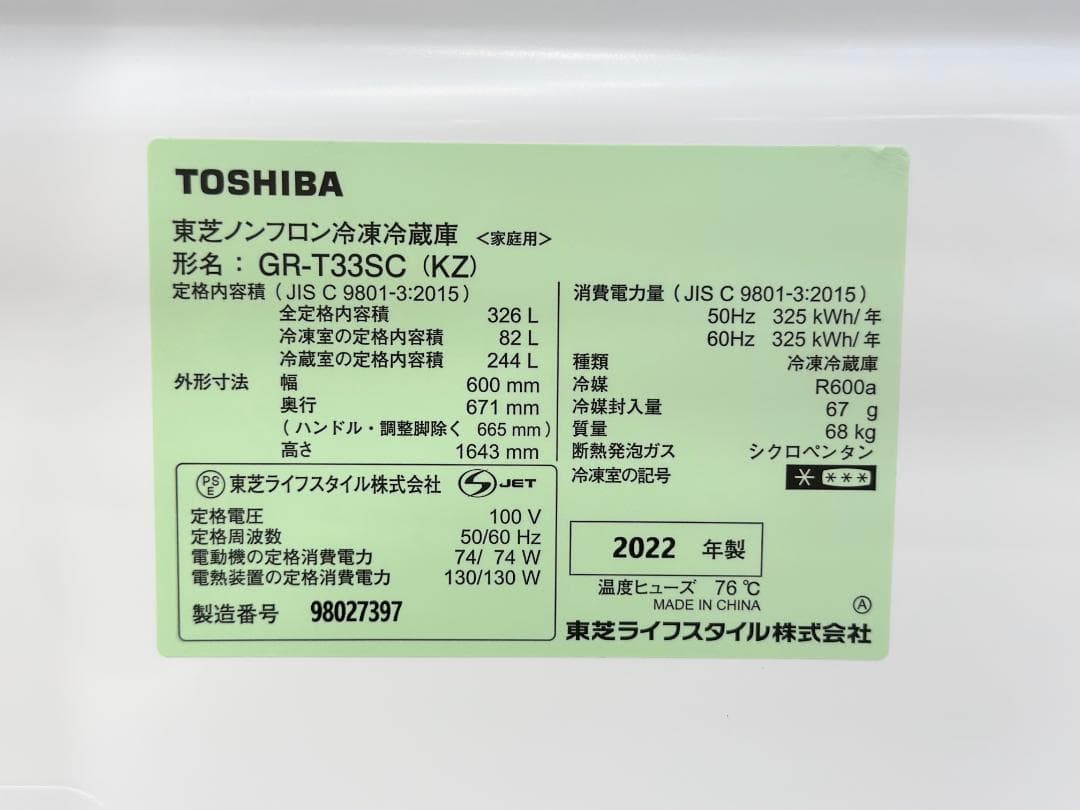 TOSHIBA
東芝ノンフロン冷凍冷蔵庫 <家庭用>
形名： GR-T33SC (KZ)
定格内容積 (JIS C 9801-3:2015)
全定格内容積 326 L
冷凍室の定格内容積 82 L
冷蔵室の定格内容積 244 L
外形寸法 幅 600 mm
奥行 671 mm
(ハンドル・調整脚除く 665 mm)
高さ 1643 mm
PSE 東芝ライフスタイル株式会社 S JET
定格電圧 100 V
定格周波数 50/60 Hz
電動機の定格消費電力 74/ 74 W
電熱装置の定格消費電力 130/130 W
製造番号 98027397
消費電力量 (JIS C 9801-3:2015)
50Hz 325 kWh/年
60Hz 325 kWh/年
種類 冷凍冷蔵庫
冷媒 R600a
冷媒封入量 67 g
質量 68 kg
断熱発泡ガス シクロペンタン
冷凍室の記号 * ***
2022 年製
温度ヒューズ 76℃
MADE IN CHINA Ⓐ
東芝ライフスタイル株式会社